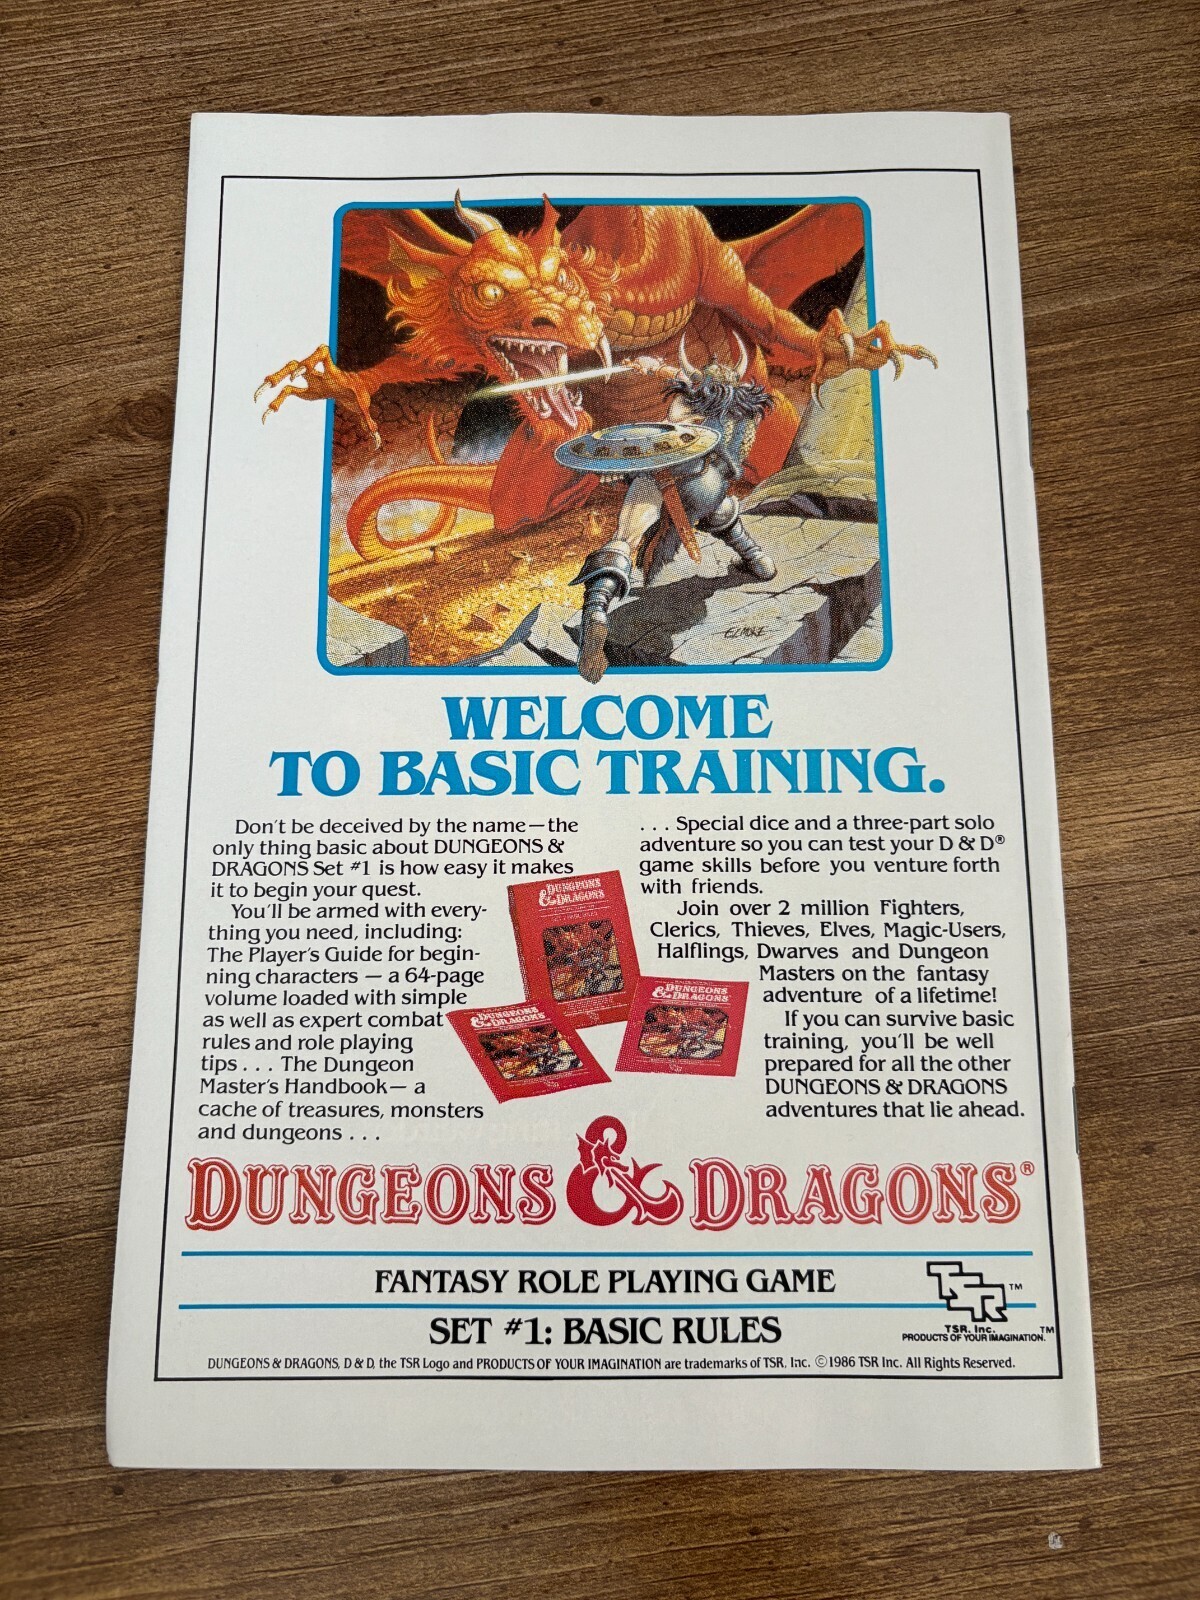 ELMORE
WELCOME
TO BASIC TRAINING.
Don't be deceived by the name—the
only thing basic about DUNGEONS &
DRAGONS Set #1 is how easy it makes
it to begin your quest.
You'll be armed with every-
thing you need, including:
The Player's Guide for begin-
ning characters — a 64-page
volume loaded with simple
as well as expert combat
rules and role playing
tips . . . The Dungeon
Master's Handbook— a
cache of treasures, monsters
and dungeons . . .
. . . Special dice and a three-part solo
adventure so you can test your D & D®
game skills before you venture forth
with friends.
Join over 2 million Fighters,
Clerics, Thieves, Elves, Magic-Users,
Halflings, Dwarves and Dungeon
Masters on the fantasy
adventure of a lifetime!
If you can survive basic
training, you'll be well
prepared for all the other
DUNGEONS & DRAGONS
adventures that lie ahead.
DUNGEONS
& DRAGONS
DUNGEONS
& DRAGONS
DUNGEONS
& DRAGONS
DUNGEONS & DRAGONS®
FANTASY ROLE PLAYING GAME
SET #1: BASIC RULES
TSR™
TSR, Inc.
PRODUCTS OF YOUR IMAGINATION.™
DUNGEONS & DRAGONS, D & D, the TSR Logo and PRODUCTS OF YOUR IMAGINATION are trademarks of TSR, Inc. ©1986 TSR Inc. All Rights Reserved.